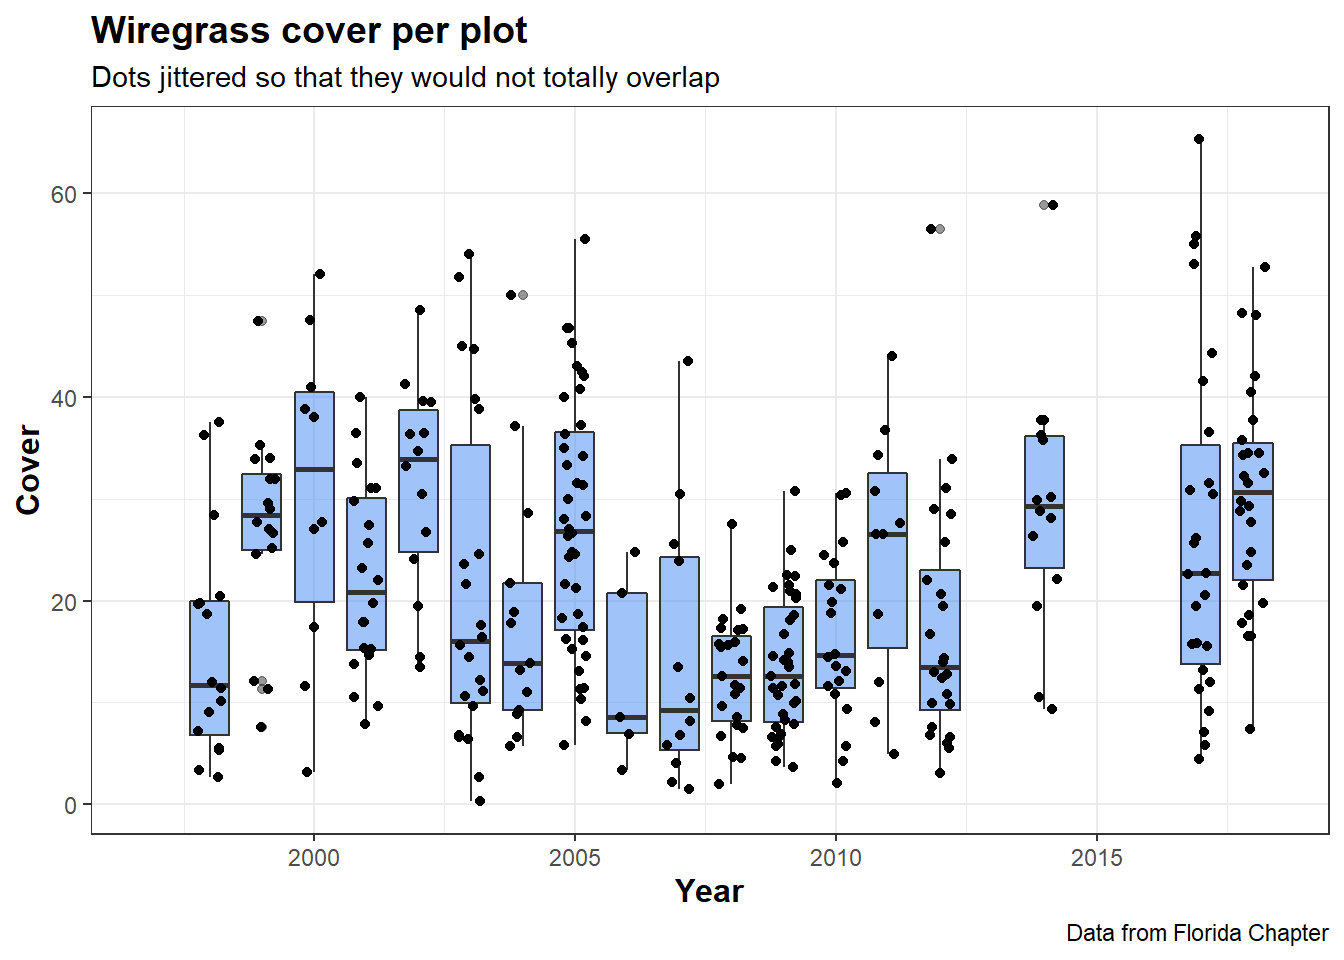 Wiregrass cover per plot
Dots jittered so that they would not totally overlap
60
40
20
0
Cover
2000 2005 2010 2015
Year
Data from Florida Chapter